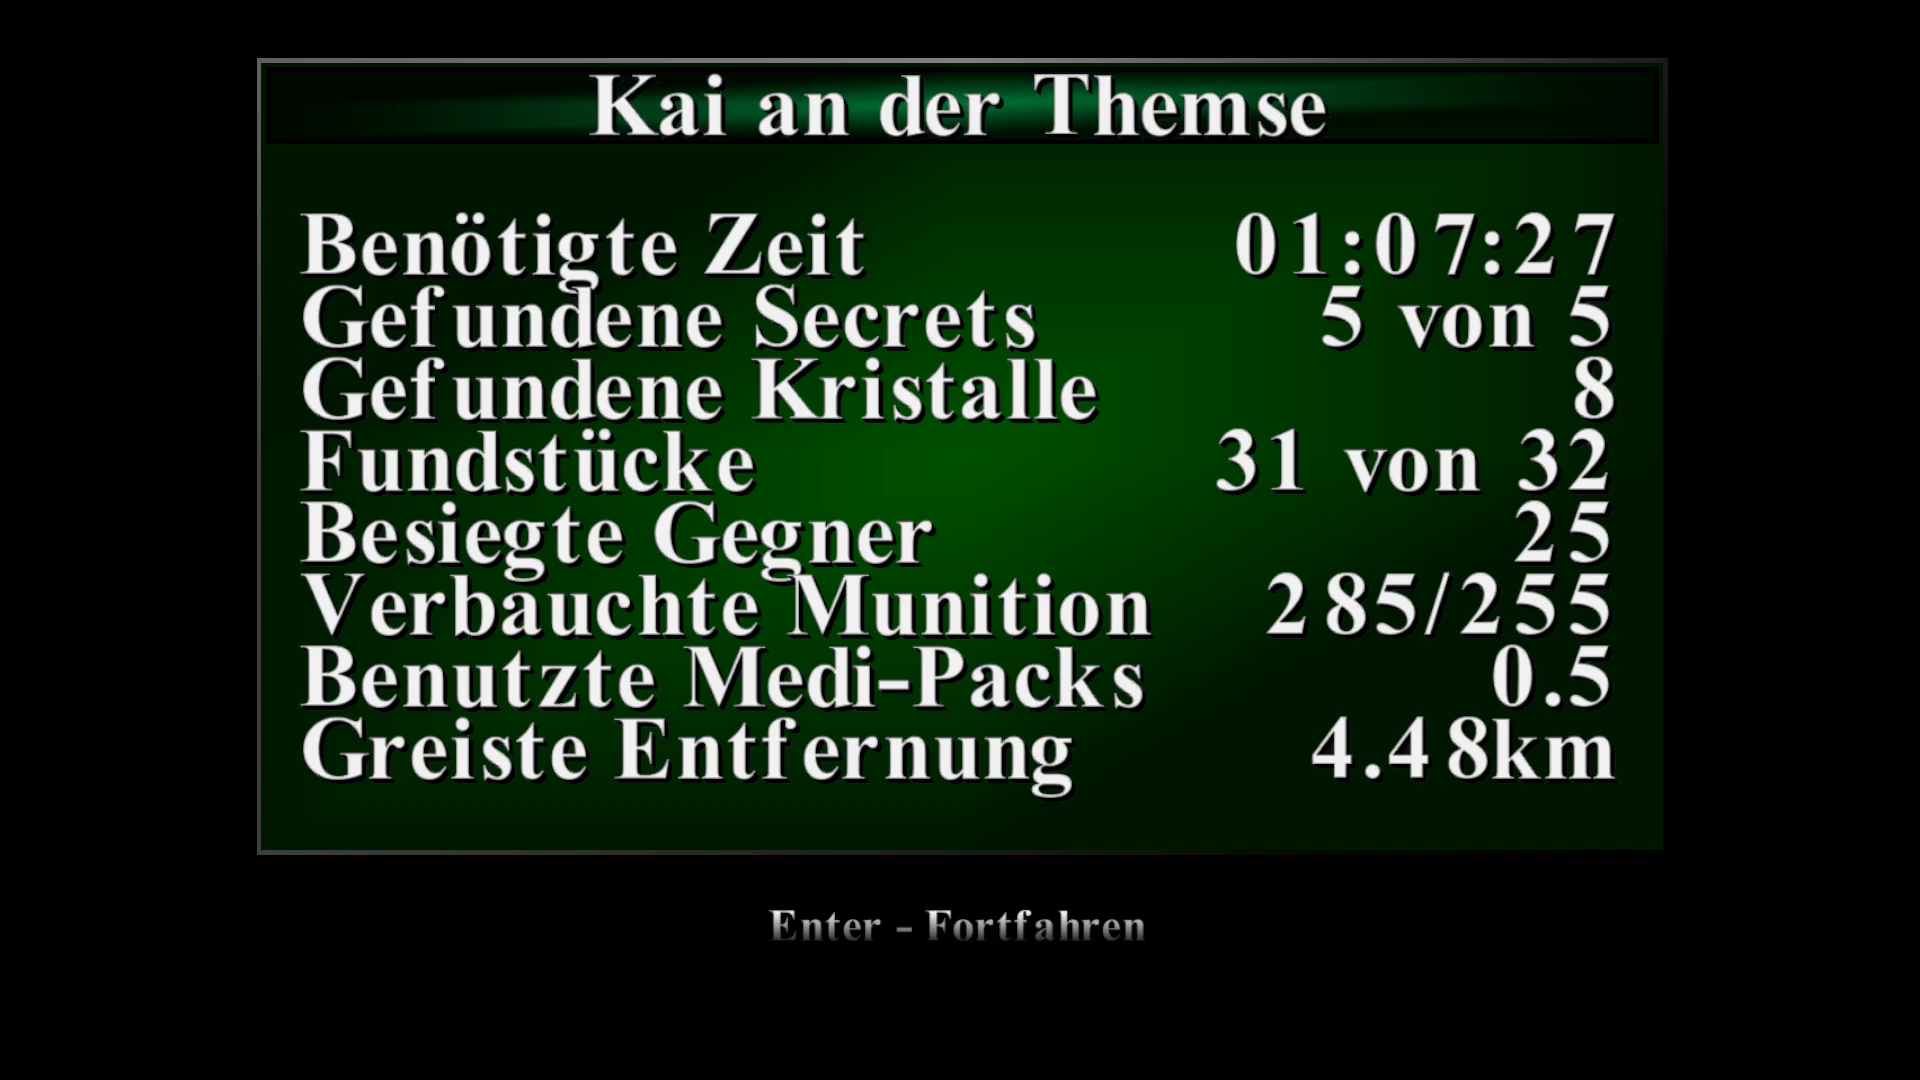 Kai an der Themse
Benötigte Zeit 01:07:27
Gefundene Secrets 5 von 5
Gefundene Kristalle 8
Fundstücke 31 von 32
Besiegte Gegner 25
Verbauchte Munition 285/255
Benutzte Medi-Packs 0.5
Greiste Entfernung 4.48km
Enter - Fortfahren